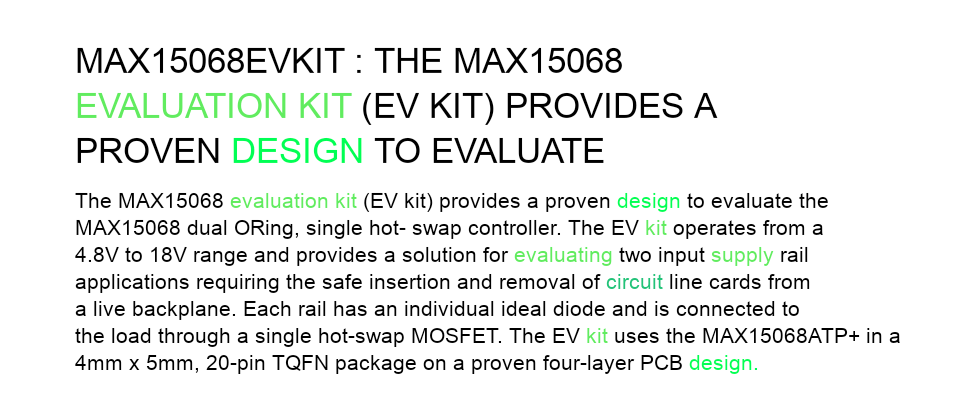 MAX15068EVKIT : THE MAX15068
EVALUATION KIT (EV KIT) PROVIDES A
PROVEN DESIGN TO EVALUATE
The MAX15068 evaluation kit (EV kit) provides a proven design to evaluate the
MAX15068 dual ORing, single hot- swap controller. The EV kit operates from a
4.8V to 18V range and provides a solution for evaluating two input supply rail
applications requiring the safe insertion and removal of circuit line cards from
a live backplane. Each rail has an individual ideal diode and is connected to
the load through a single hot-swap MOSFET. The EV kit uses the MAX15068ATP+ in a
4mm x 5mm, 20-pin TQFN package on a proven four-layer PCB design.